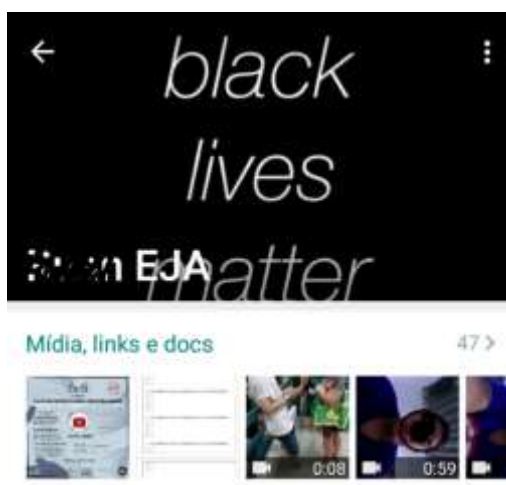 black
lives
matter
EJA
Mídia, links e docs
47 >
0:08
0:59